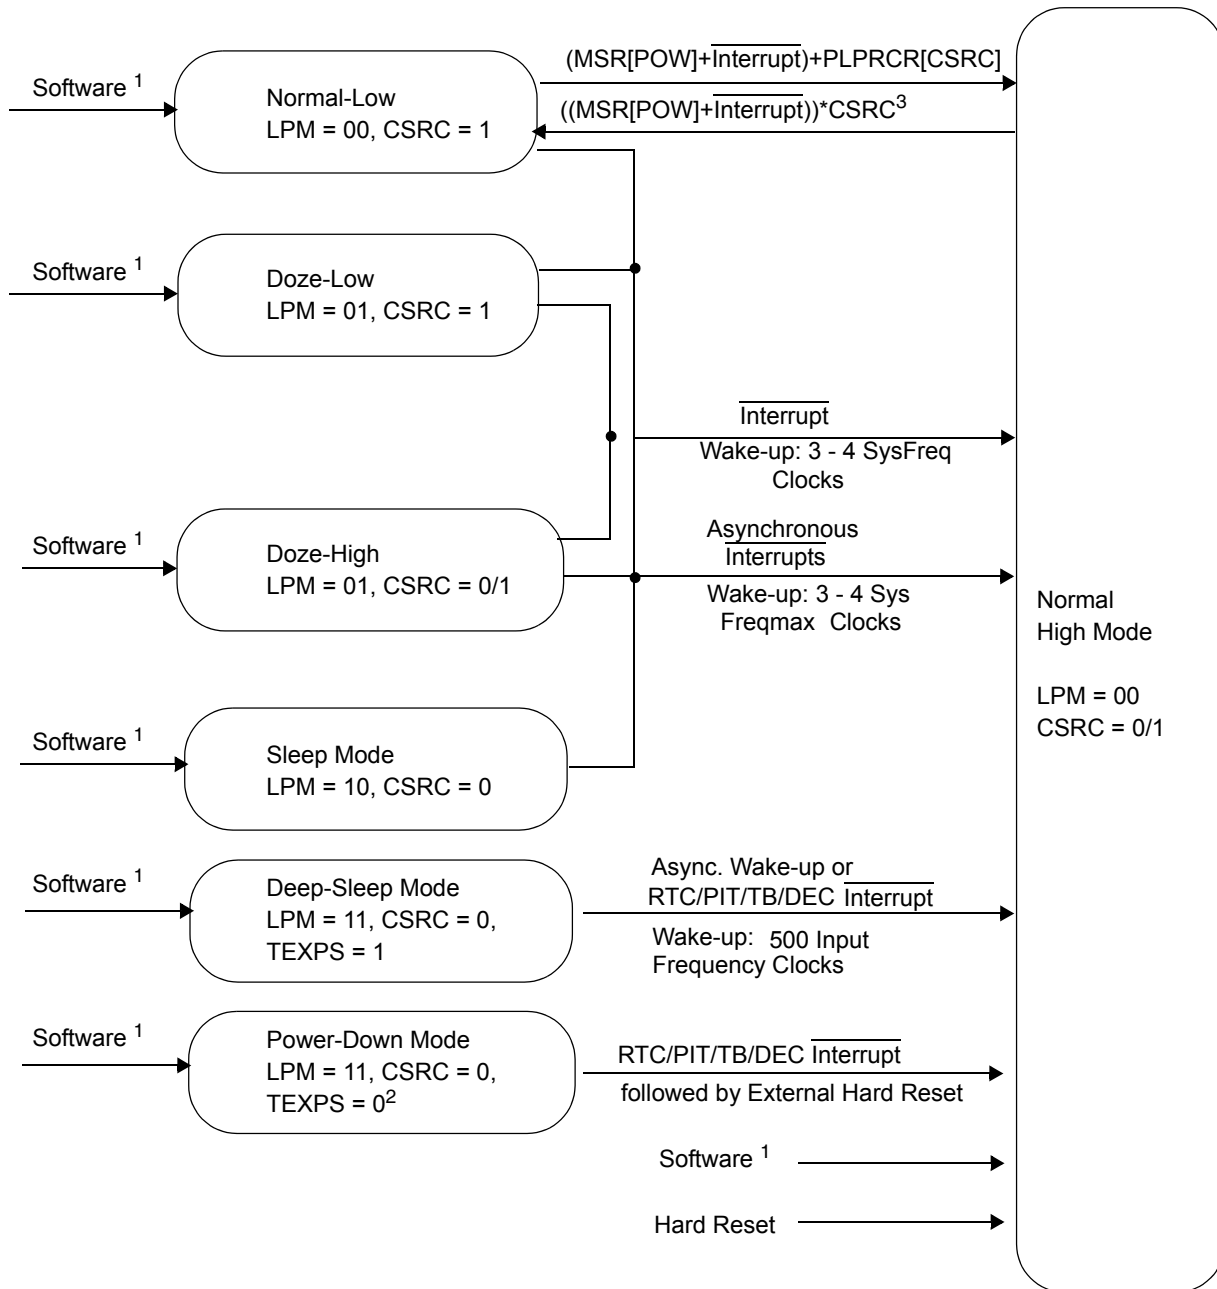 Software 1
Normal-Low
LPM = 00, CSRC = 1
(MSR[POW]+Interrupt)+PLPRCR[CSRC]
((MSR[POW]+Interrupt))*CSRC3
Software 1
Doze-Low
LPM = 01, CSRC = 1
Interrupt
Wake-up: 3 - 4 SysFreq
Clocks
Software 1
Doze-High
LPM = 01, CSRC = 0/1
Asynchronous
Interrupts
Wake-up: 3 - 4 Sys
Freqmax Clocks
Normal
High Mode
LPM = 00
CSRC = 0/1
Software 1
Sleep Mode
LPM = 10, CSRC = 0
Software 1
Deep-Sleep Mode
LPM = 11, CSRC = 0,
TEXPS = 1
Async. Wake-up or
RTC/PIT/TB/DEC Interrupt
Wake-up: 500 Input
Frequency Clocks
Software 1
Power-Down Mode
LPM = 11, CSRC = 0,
TEXPS = 02
RTC/PIT/TB/DEC Interrupt
followed by External Hard Reset
Software 1
Hard Reset